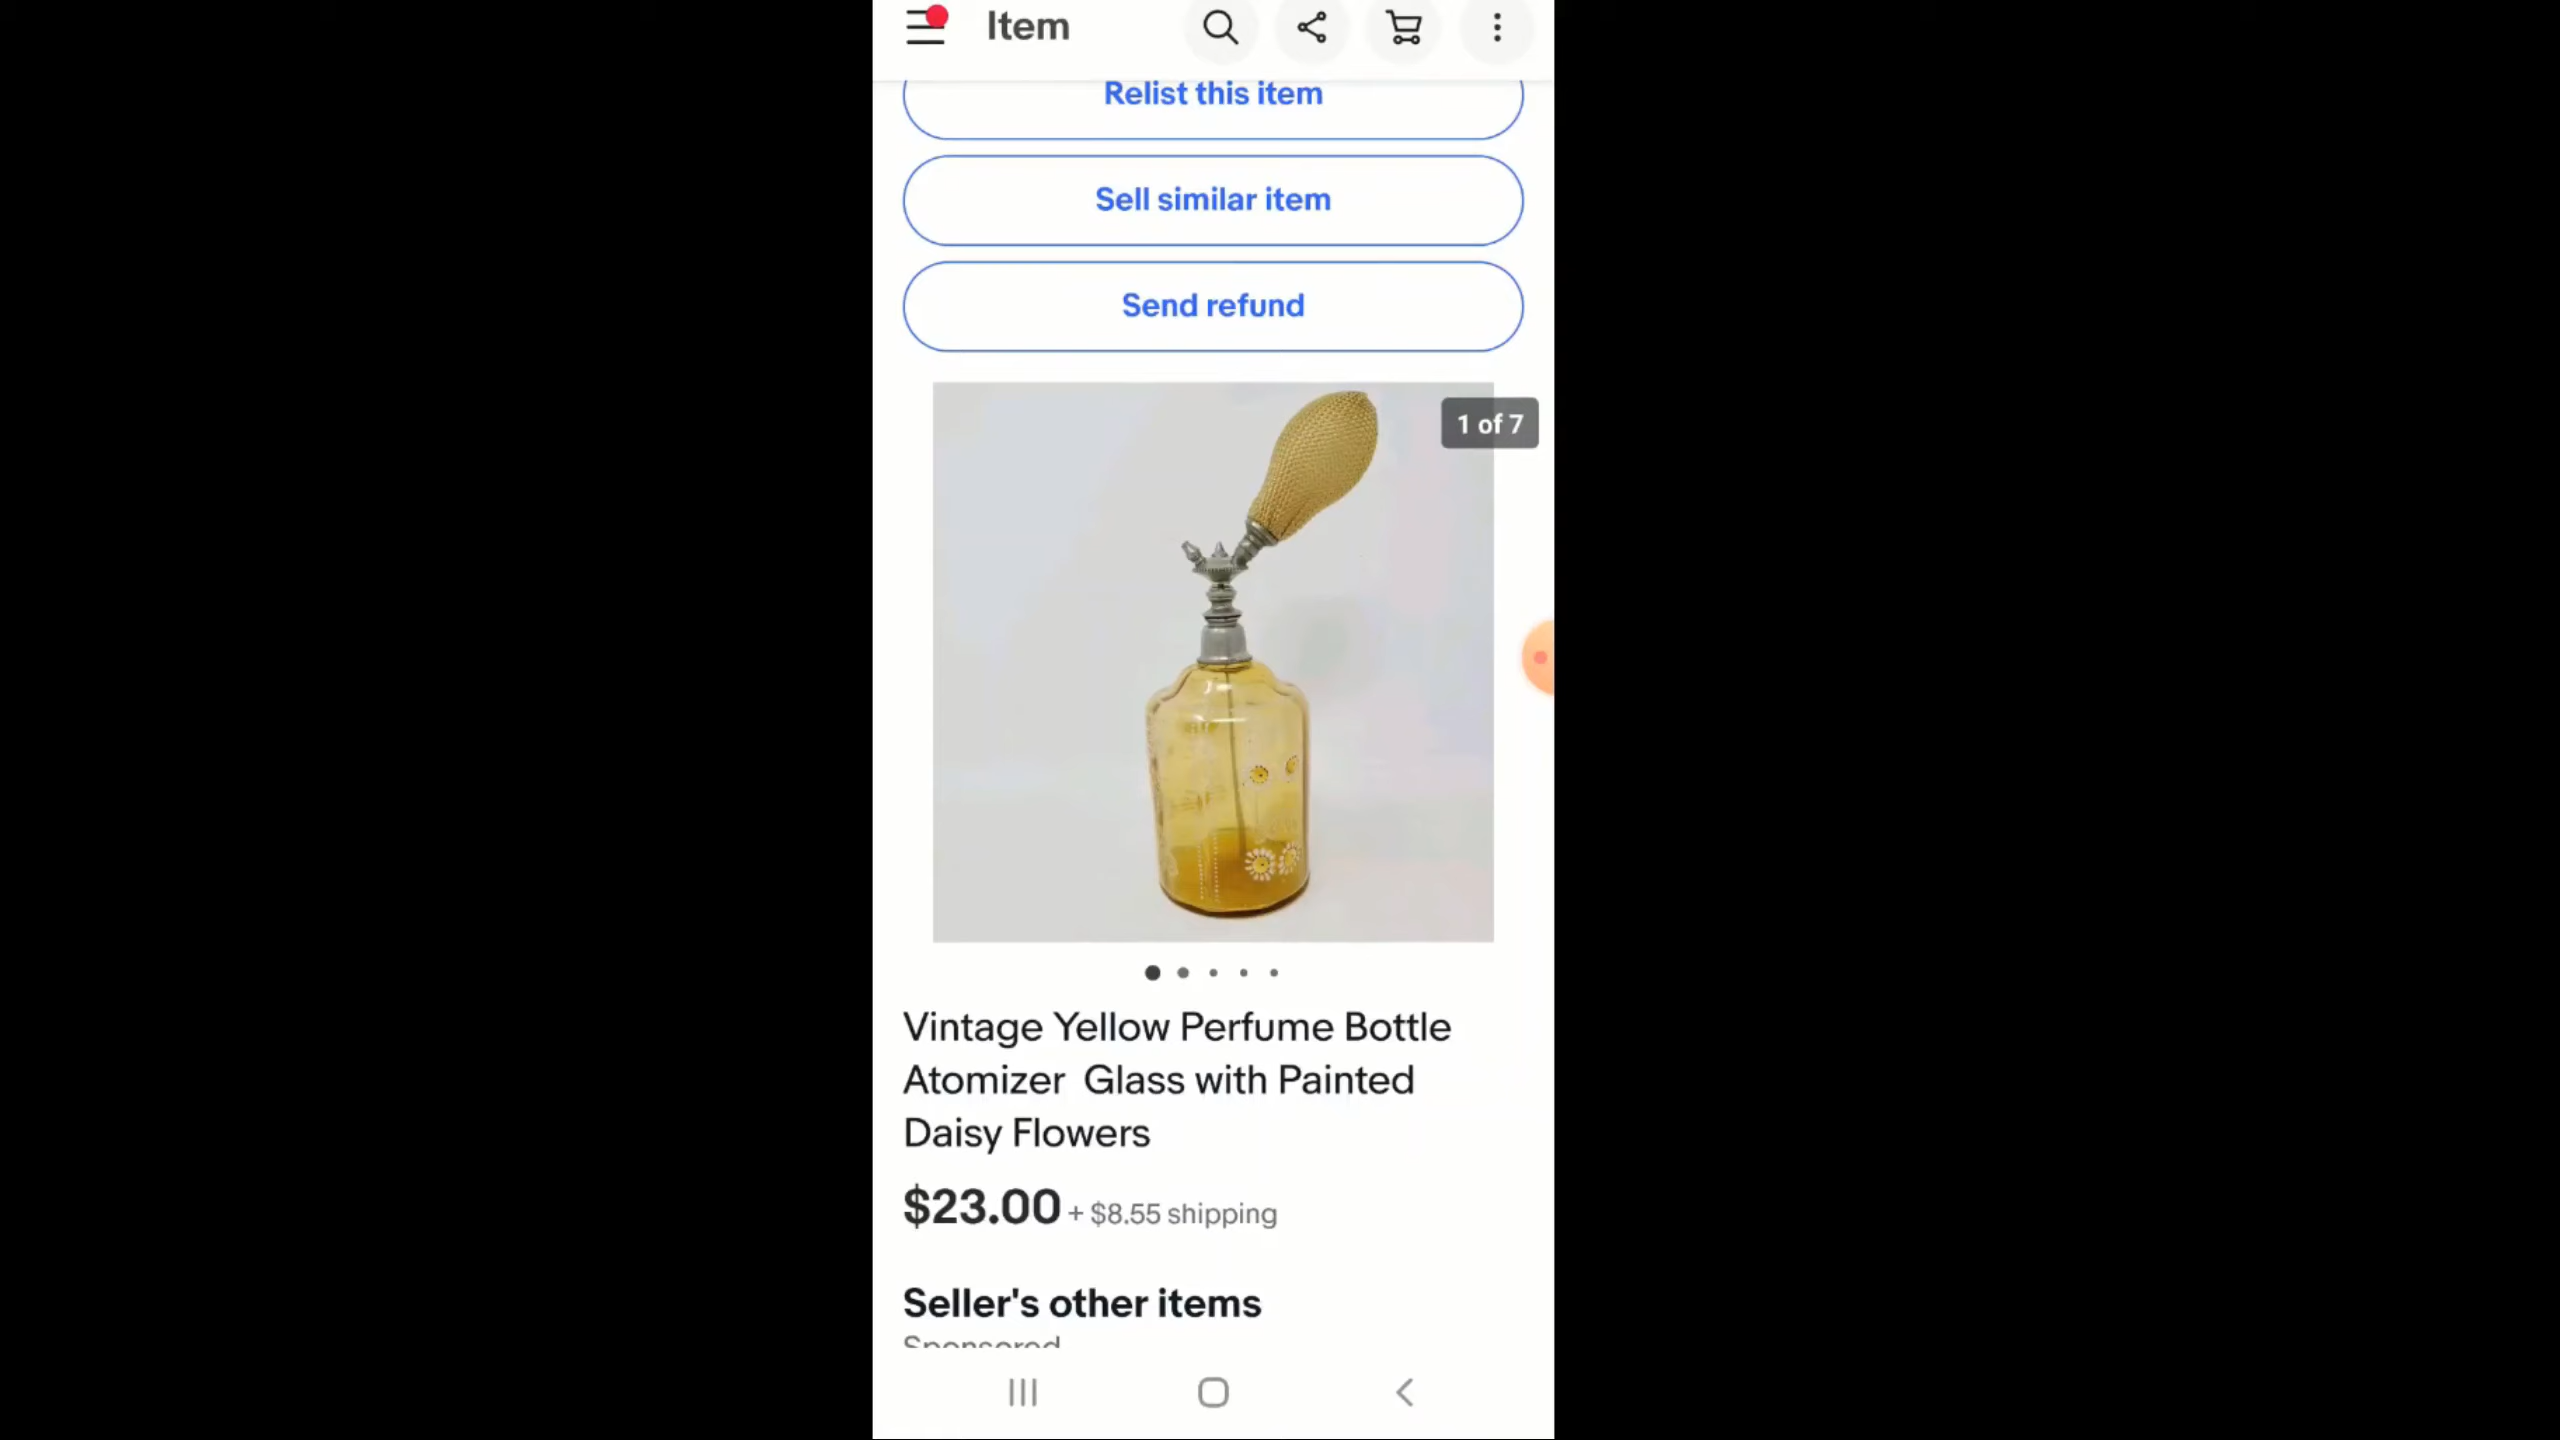 Item
Relist this item
Sell similar item
Send refund
1 of 7
Vintage Yellow Perfume Bottle
Atomizer  Glass with Painted
Daisy Flowers
$23.00 + $8.55 shipping
Seller's other items
Sponsored